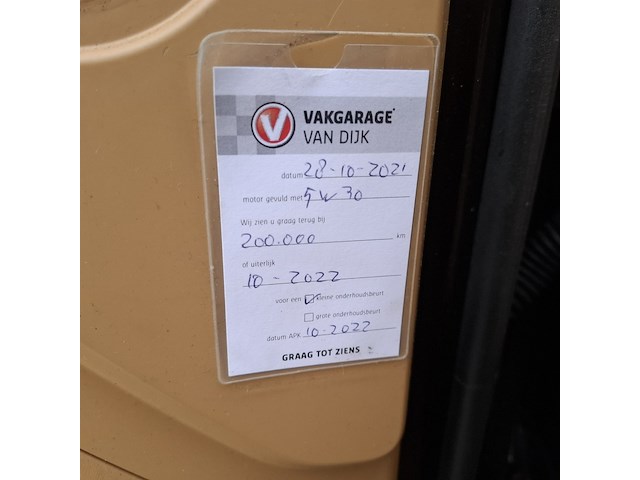 V VAKGARAGE
VAN DIJK
datum 28-10-2021
motor gevuld met 5W30
Wij zien u graag terug bij
200.000 km
of uiterlijk
10-2022
voor een kleine onderhoudsbeurt
grote onderhoudsbeurt
datum APK 10-2022
GRAAG TOT ZIENS